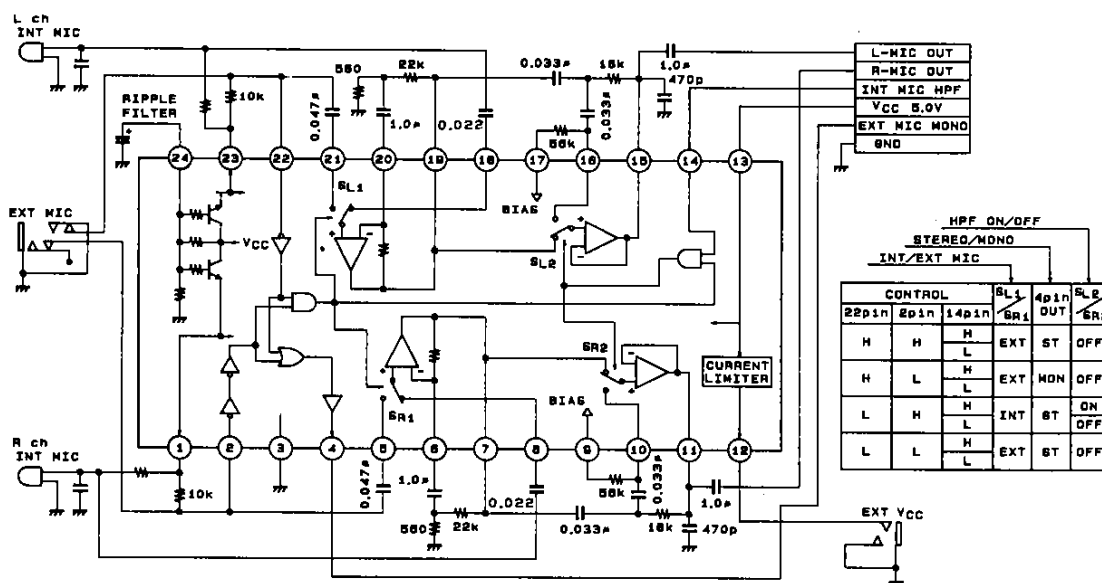 L ch
INT MIC
560
22k
0.033μ
15k
1.0μ
470p
L-MIC OUT
R-MIC OUT
INT MIC HPF
VCC 5.0V
EXT MIC MONO
GND
RIPPLE
FILTER
10k
0.047μ
1.0μ
0.022
56k
0.033μ
24 23 22 21 20 19 18 17 16 15 14 13
EXT MIC
VCC
SL1
BIAS
SL2
HPF ON/OFF
STEREO/MONO
INT/EXT MIC
CONTROL SL1/SR1 4pin OUT SL2/SR2
22pin 2pin 14pin
H H H EXT ST OFF
L
H L H EXT MON OFF
L
L H H INT ST ON
L OFF
L L H EXT ST OFF
L
SR2
CURRENT
LIMITER
SR1
BIAS
1 2 3 4 5 6 7 8 9 10 11 12
R ch
INT MIC
10k
0.047μ
1.0μ
560
22k
0.022
0.033μ
56k
0.033μ
15k
1.0μ
470p
EXT VCC